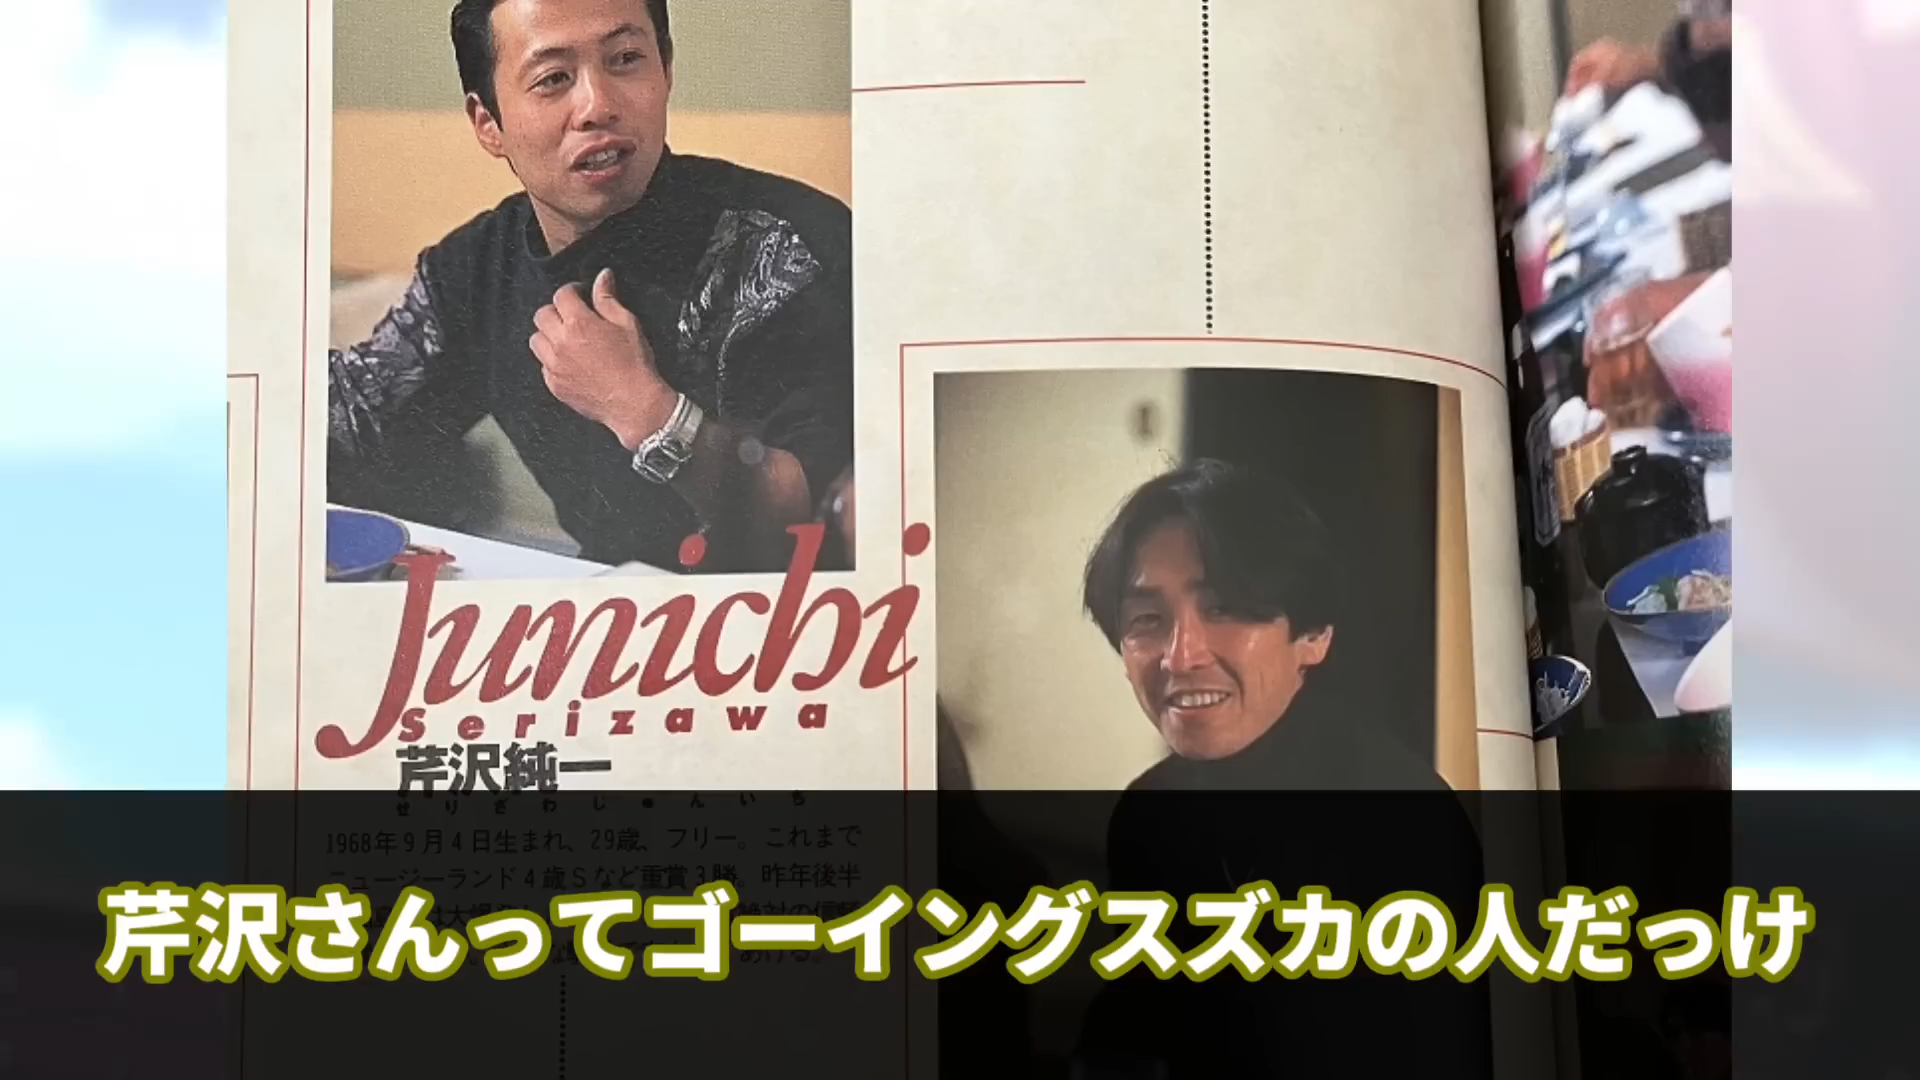 Junichi
Serizawa
芹沢純一
せりざわじゅんいち
1968年9月4日生まれ、29歳、フリー。これまで
ニュージーランド4歳Sなど重賞3勝。昨年後半
芹沢さんってゴーイングスズカの人だっけ